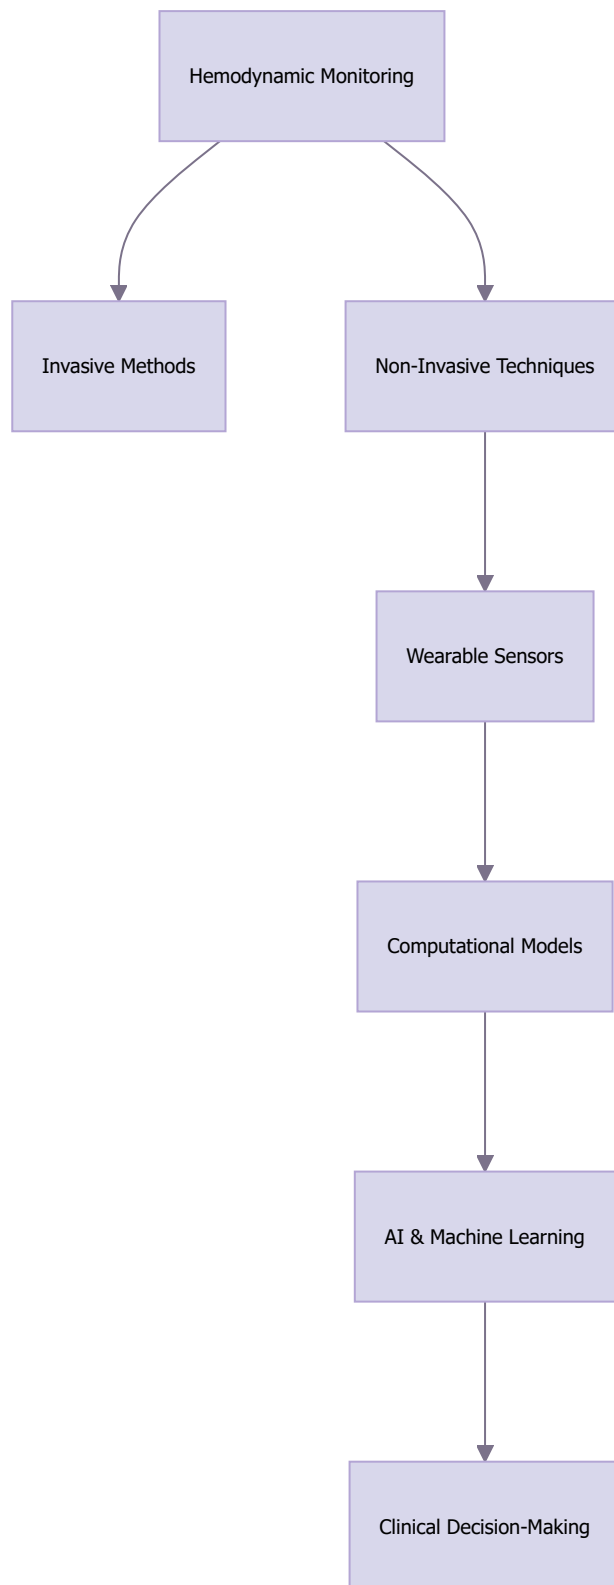 Hemodynamic Monitoring
Invasive Methods
Non-Invasive Techniques
Wearable Sensors
Computational Models
AI & Machine Learning
Clinical Decision-Making